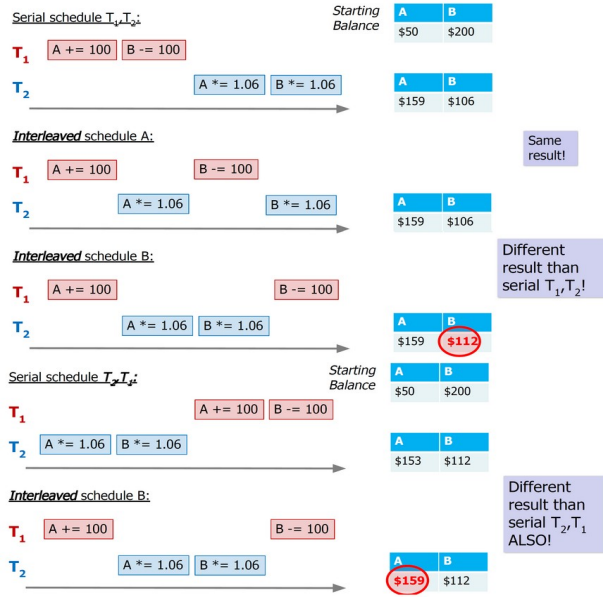 Serial schedule T1,T2:
Starting Balance
A B
$50 $200
T1 A += 100 B -= 100
T2 A *= 1.06 B *= 1.06
A B
$159 $106
Interleaved schedule A:
Same result!
T1 A += 100 B -= 100
T2 A *= 1.06 B *= 1.06
A B
$159 $106
Interleaved schedule B:
Different result than serial T1,T2!
T1 A += 100 B -= 100
T2 A *= 1.06 B *= 1.06
A B
$159 $112
Serial schedule T2,T1:
Starting Balance
A B
$50 $200
T1 A += 100 B -= 100
T2 A *= 1.06 B *= 1.06
A B
$153 $112
Interleaved schedule B:
Different result than serial T2,T1 ALSO!
T1 A += 100 B -= 100
T2 A *= 1.06 B *= 1.06
A B
$159 $112